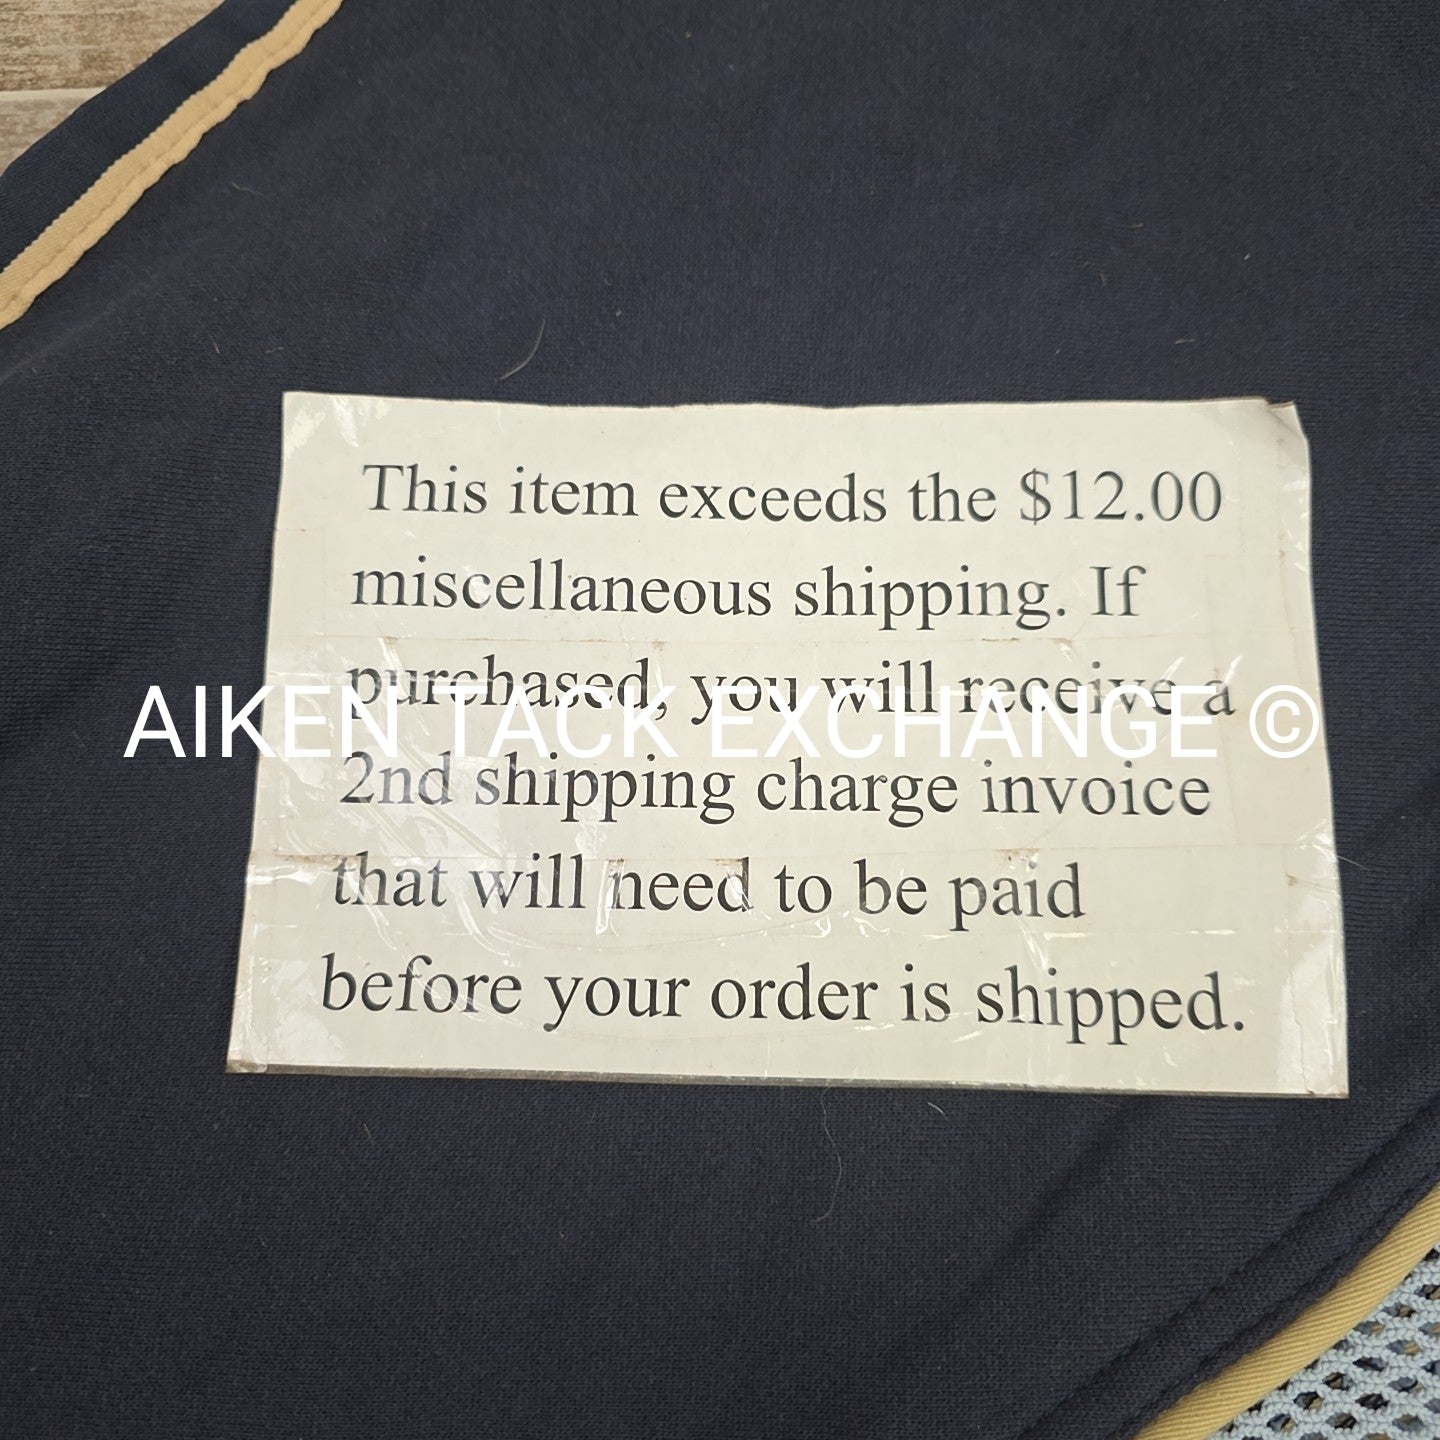 This item exceeds the $12.00
miscellaneous shipping. If
purchased, you will receive a
AIKEN TACK EXCHANGE ©
2nd shipping charge invoice
that will need to be paid
before your order is shipped.